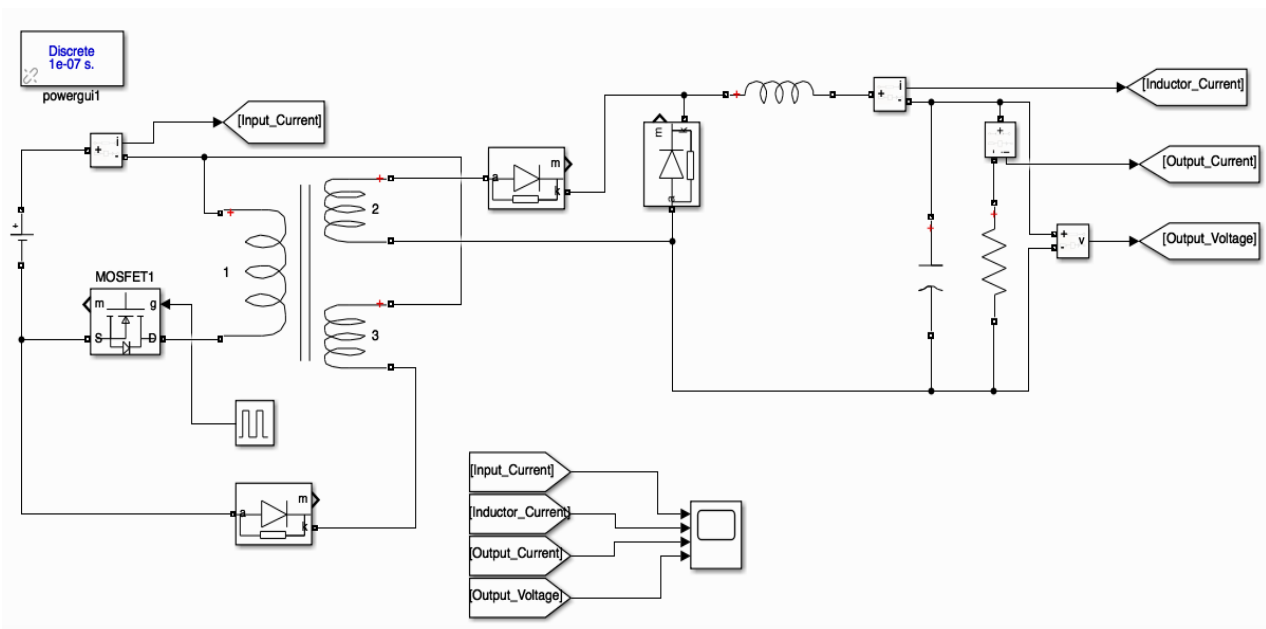 Discrete
1e-07 s.
powergui1
[Input_Current]
i
+
-
+
1
+
2
+
3
MOSFET1
m
g
S
D
+
a
m
k
a
m
k
m
k
a
+
i
+
-
[Inductor_Current]
+
-
i
[Output_Current]
+
-
v
[Output_Voltage]
+
+
[Input_Current]
[Inductor_Current]
[Output_Current]
[Output_Voltage]